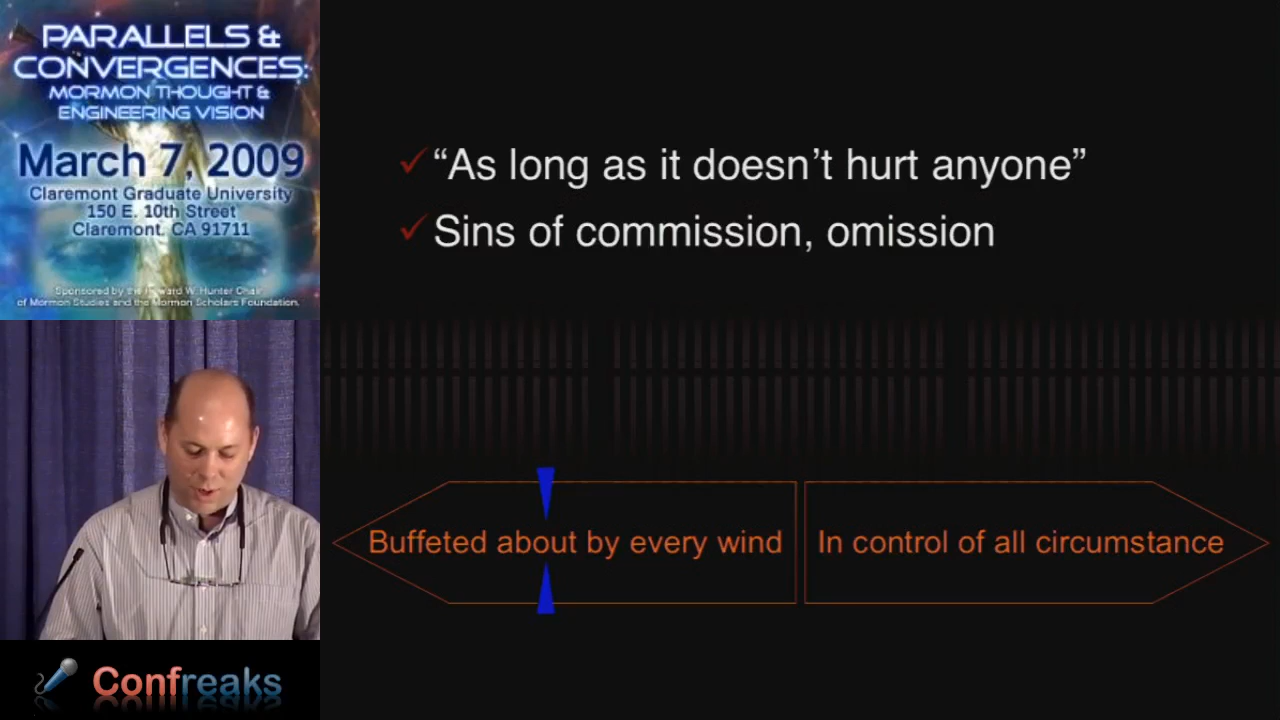 PARALLELS &
CONVERGENCES:
MORMON THOUGHT &
ENGINEERING VISION
March 7, 2009
Claremont Graduate University
150 E. 10th Street
Claremont, CA 91711
Sponsored by the Howard W. Hunter Chair
of Mormon Studies and the Mormon Scholars Foundation.
Confreaks
✓ “As long as it doesn’t hurt anyone”
✓ Sins of commission, omission
Buffeted about by every wind
In control of all circumstance